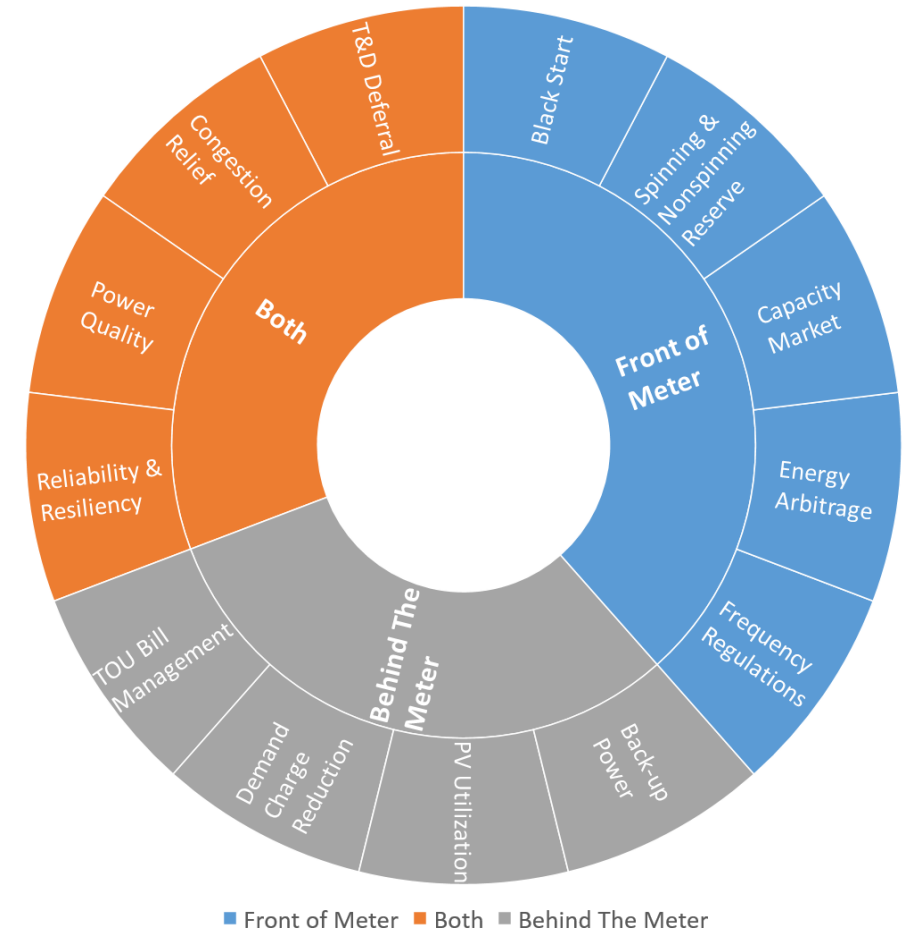 Black Start
Spinning &
Nonspinning
Reserve
Capacity
Market
Energy
Arbitrage
Frequency
Regulations
Back-up
Power
PV Utilization
Demand
Charge
Reduction
TOU Bill
Management
Reliability &
Resiliency
Power
Quality
Congestion
Relief
T&D Deferral
Front of
Meter
Behind The
Meter
Both
Front of Meter
Both
Behind The Meter